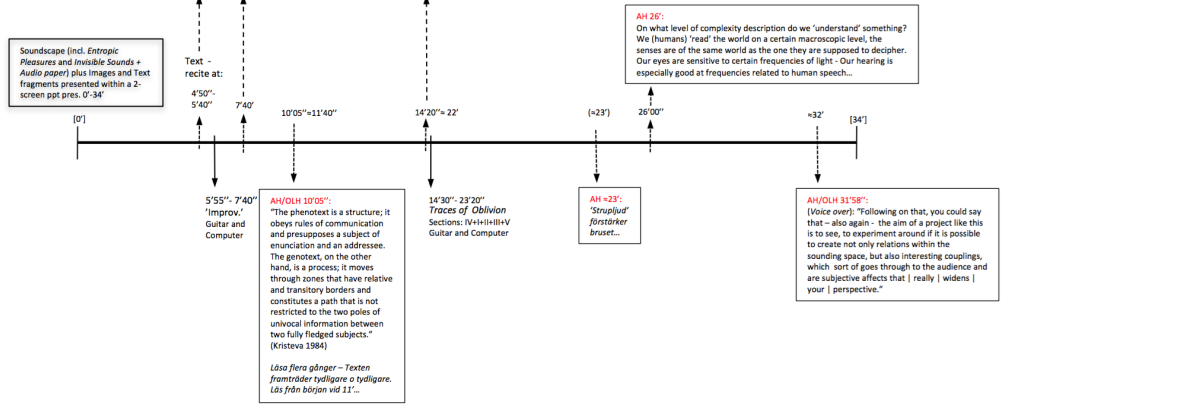 AH 26’:
On what level of complexity description do we ‘understand’ something?
We (humans) ‘read’ the world on a certain macroscopic level, the
senses are of the same world as the one they are supposed to decipher.
Our eyes are sensitive to certain frequencies of light - Our hearing is
especially good at frequencies related to human speech…
Soundscape (incl. Entropic
Pleasures and Invisible Sounds +
Audio paper) plus Images and Text
fragments presented within a 2-
screen ppt pres. 0’-34’
Text -
recite at:
4’50’’-
5’40’’
7’40’
10’05’’≈11’40’’
14’20’’≈ 22’
(≈23’)
26’00’’
≈32’
[0’]
[34’]
5’55’’- 7’40’’
‘Improv.’
Guitar and
Computer
AH/OLH 10’05’’:
“The phenotext is a structure; it
obeys rules of communication
and presupposes a subject of
enunciation and an addressee.
The genotext, on the other
hand, is a process; it moves
through zones that have relative
and transitory borders and
constitutes a path that is not
restricted to the two poles of
univocal information between
two fully fledged subjects.”
(Kristeva 1984)
Läsa flera gånger – Texten
framträder tydligare o tydligare.
Läs från början vid 11’…
14’30’’- 23’20’’
Traces of Oblivion
Sections: IV+I+II+III+V
Guitar and Computer
AH ≈23’:
‘Strupljud’
förstärker
bruset…
AH/OLH 31’58’’:
(Voice over): “Following on that, you could say
that – also again - the aim of a project like this
is to see, to experiment around if it is possible
to create not only relations within the
sounding space, but also interesting couplings,
which sort of goes through to the audience and
are subjective affects that | really | widens |
your | perspective.”